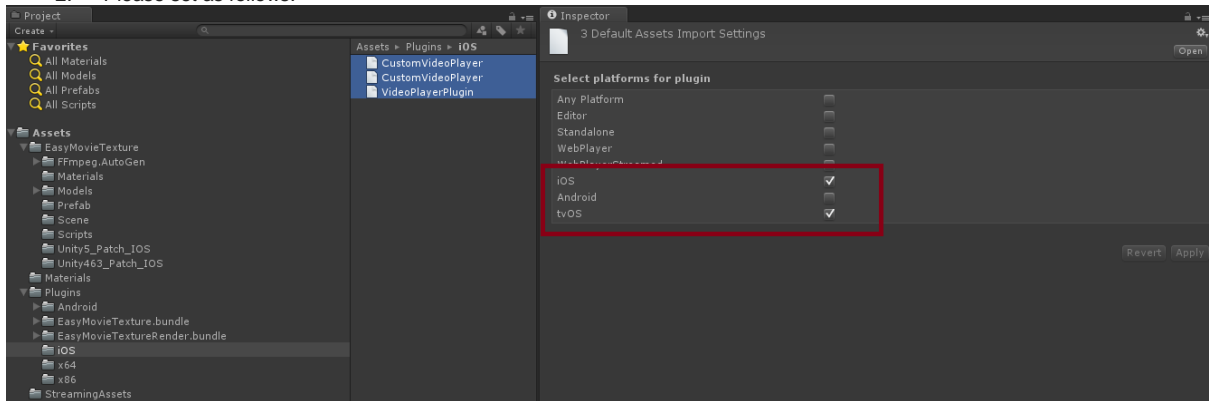 Project
Create
Favorites
All Materials
All Models
All Prefabs
All Scripts
Assets
EasyMovieTexture
FFmpeg.AutoGen
Materials
Models
Prefab
Scene
Scripts
Unity5_Patch_IOS
Unity463_Patch_IOS
Materials
Plugins
Android
EasyMovieTexture.bundle
EasyMovieTextureRender.bundle
iOS
x64
x86
StreamingAssets
Assets ▸ Plugins ▸ iOS
CustomVideoPlayer
CustomVideoPlayer
VideoPlayerPlugin
Inspector
3 Default Assets Import Settings
Open
Select platforms for plugin
Any Platform
Editor
Standalone
WebPlayer
WebPlayerStreamed
iOS
Android
tvOS
Revert Apply